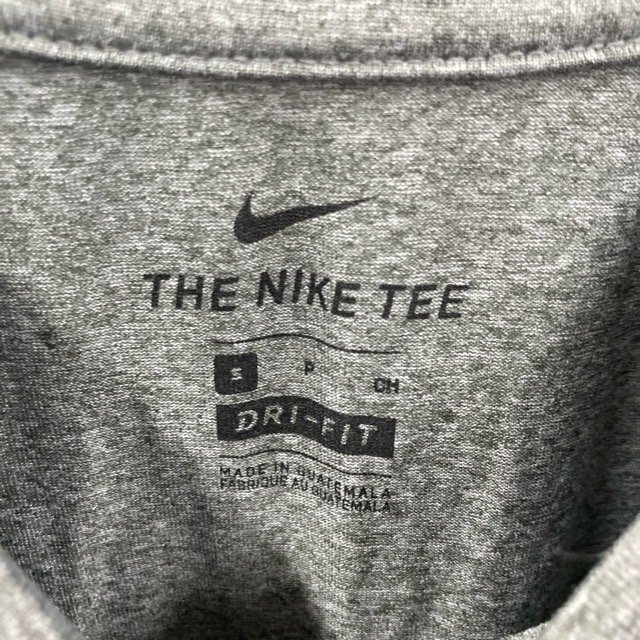 THE NIKE TEE
S P CH
DRI-FIT
MADE IN GUATEMALA
FABRIQUE AU GUATEMALA